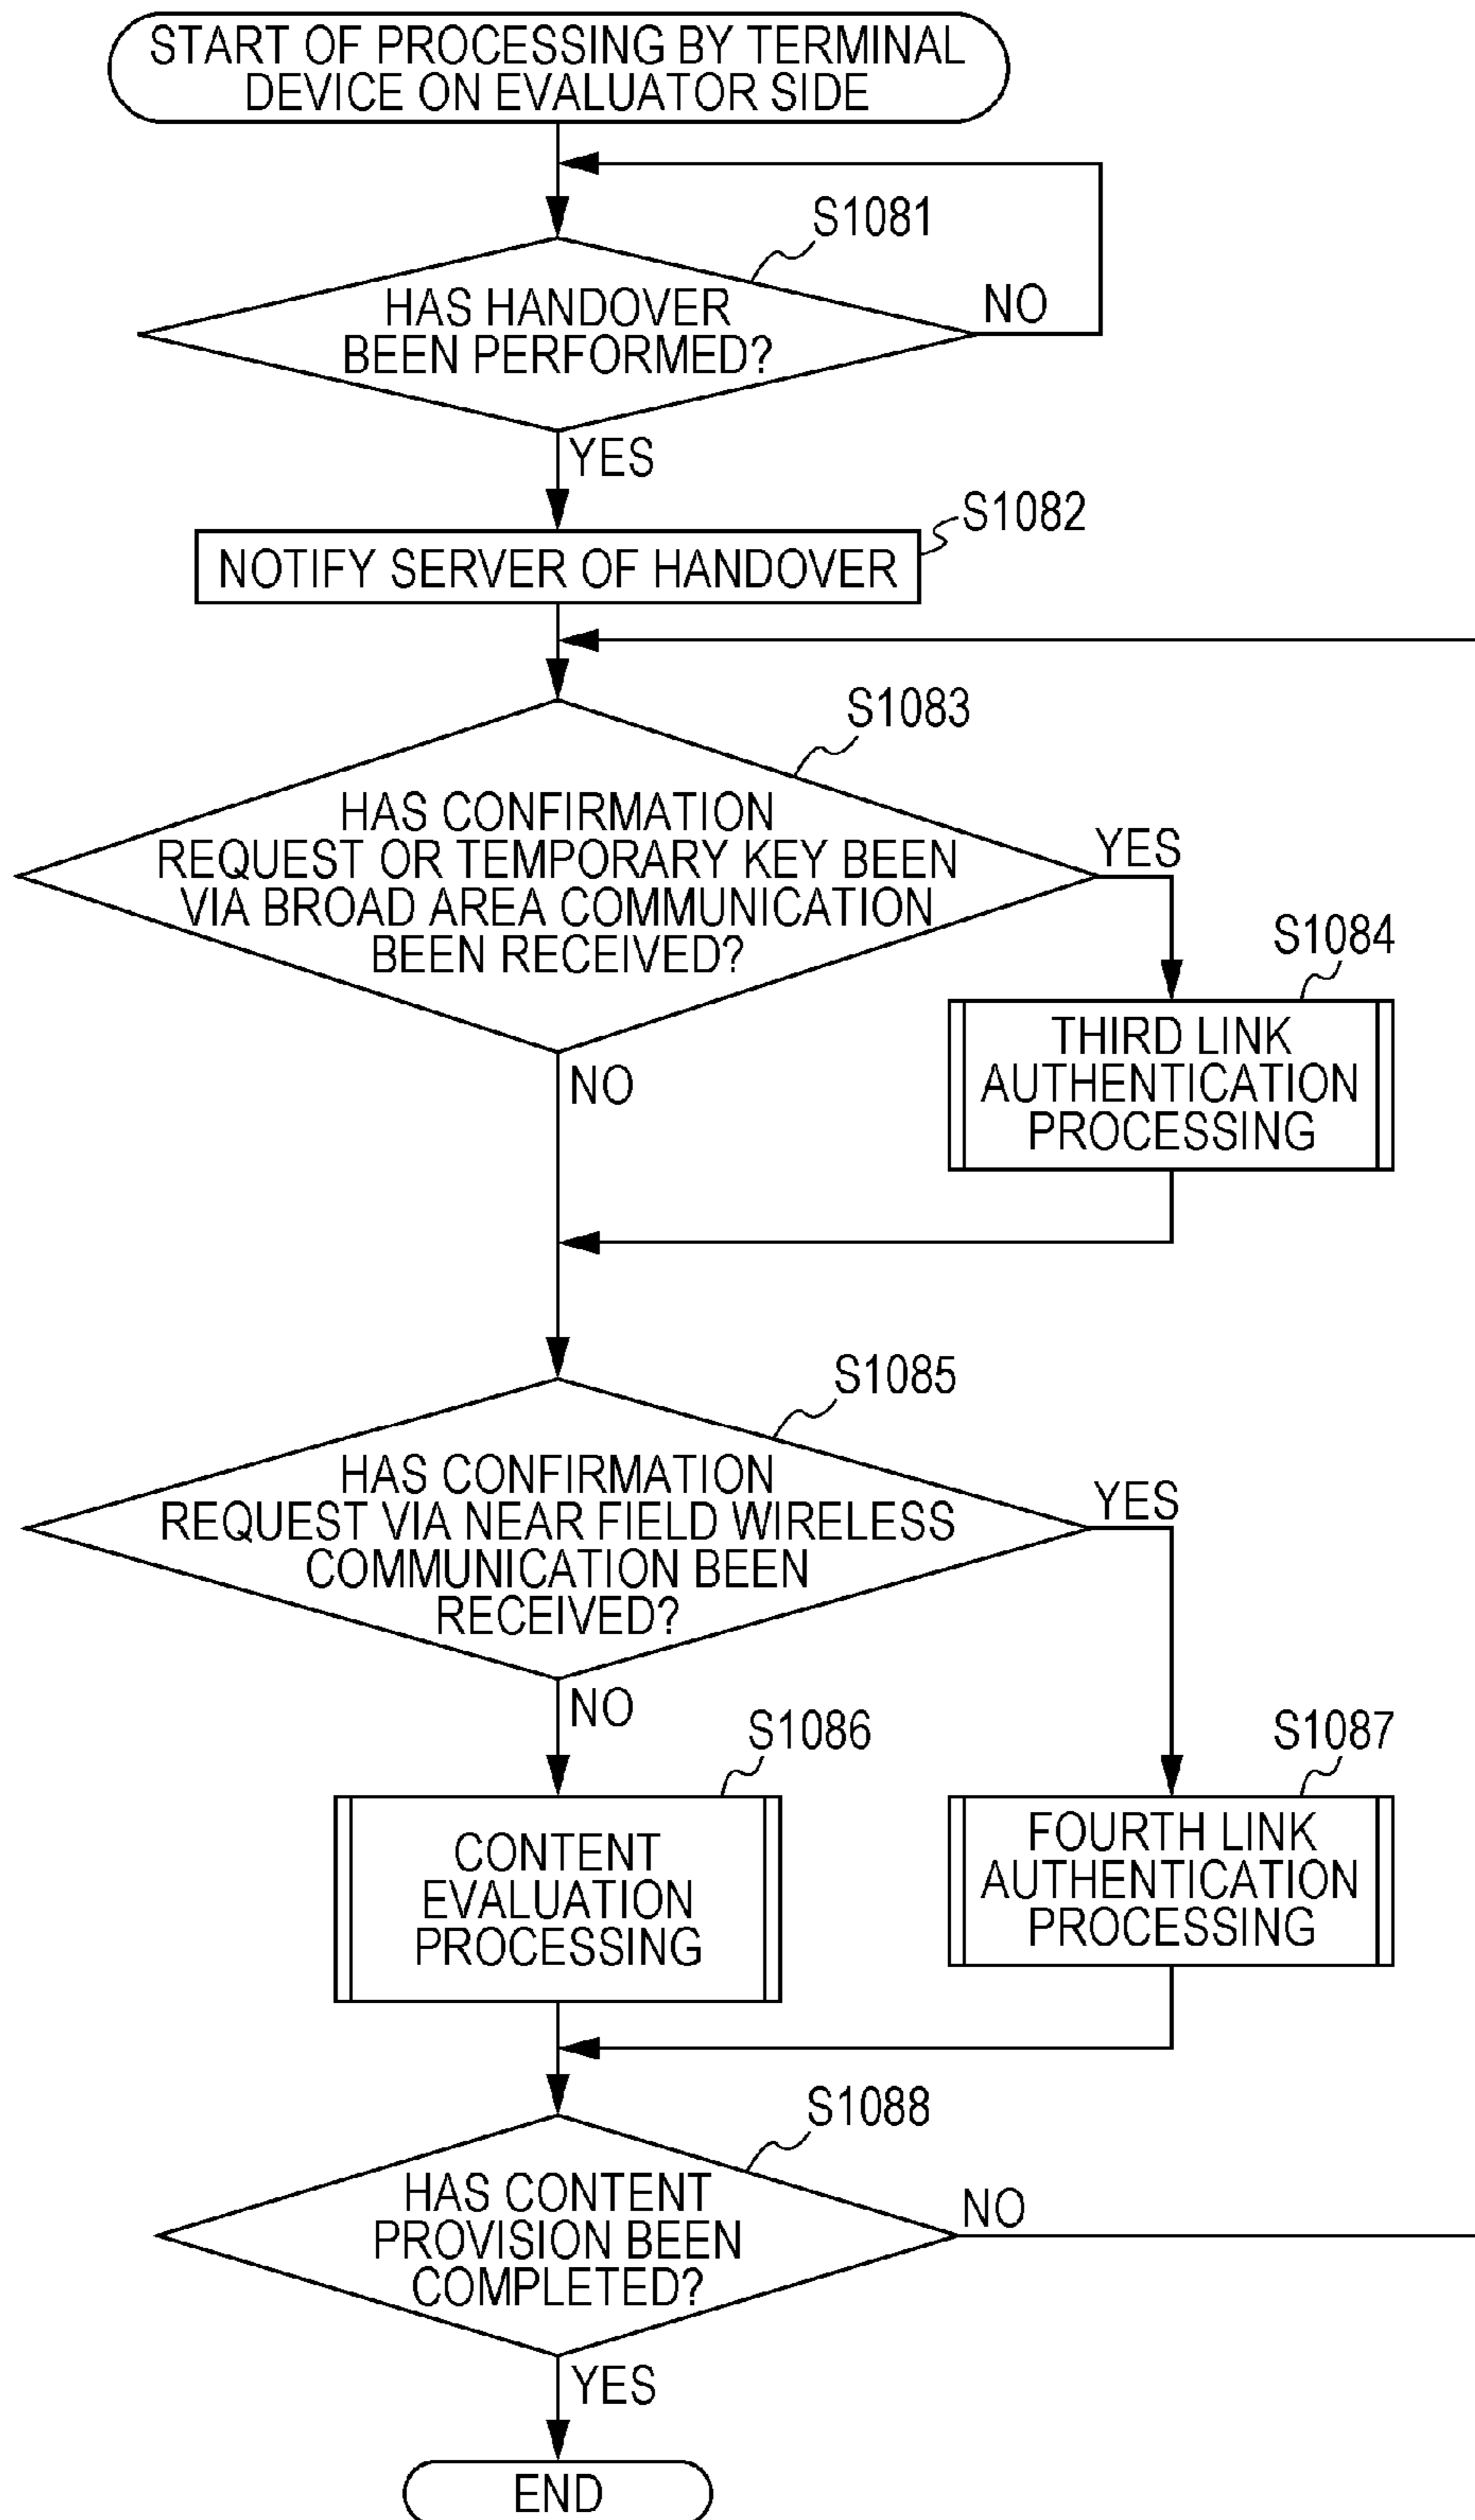 START OF PROCESSING BY TERMINAL
DEVICE ON EVALUATOR SIDE
S1081
HAS HANDOVER
BEEN PERFORMED?
NO
YES
S1082
NOTIFY SERVER OF HANDOVER
S1083
HAS CONFIRMATION
REQUEST OR TEMPORARY KEY BEEN
VIA BROAD AREA COMMUNICATION
BEEN RECEIVED?
YES
S1084
THIRD LINK
AUTHENTICATION
PROCESSING
NO
S1085
HAS CONFIRMATION
REQUEST VIA NEAR FIELD WIRELESS
COMMUNICATION BEEN
RECEIVED?
YES
NO
S1086
CONTENT
EVALUATION
PROCESSING
S1087
FOURTH LINK
AUTHENTICATION
PROCESSING
S1088
HAS CONTENT
PROVISION BEEN
COMPLETED?
NO
YES
END